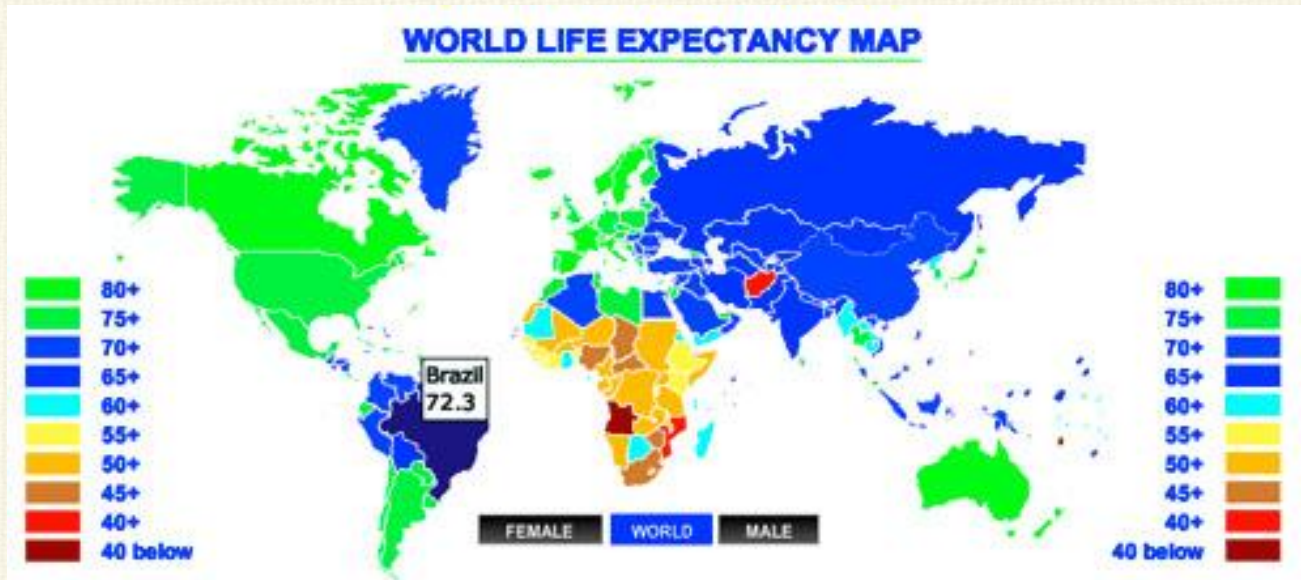 WORLD LIFE EXPECTANCY MAP
80+
75+
70+
65+
60+
55+
50+
45+
40+
40 below
Brazil
72.3
FEMALE
WORLD
MALE
80+
75+
70+
65+
60+
55+
50+
45+
40+
40 below